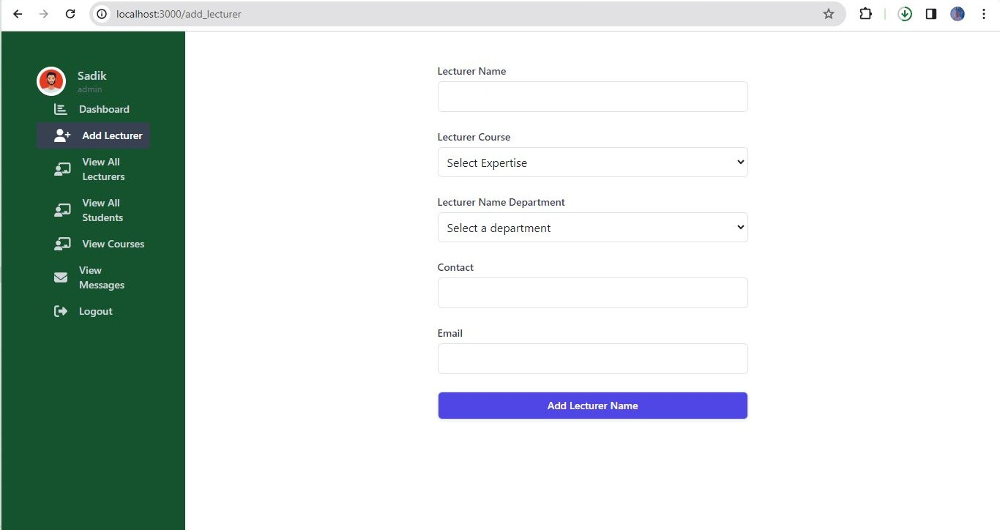 localhost:3000/add_lecturer
Sadik
admin
Dashboard
Add Lecturer
View All
Lecturers
View All
Students
View Courses
View
Messages
Logout
Lecturer Name
Lecturer Course
Select Expertise
Lecturer Name Department
Select a department
Contact
Email
Add Lecturer Name